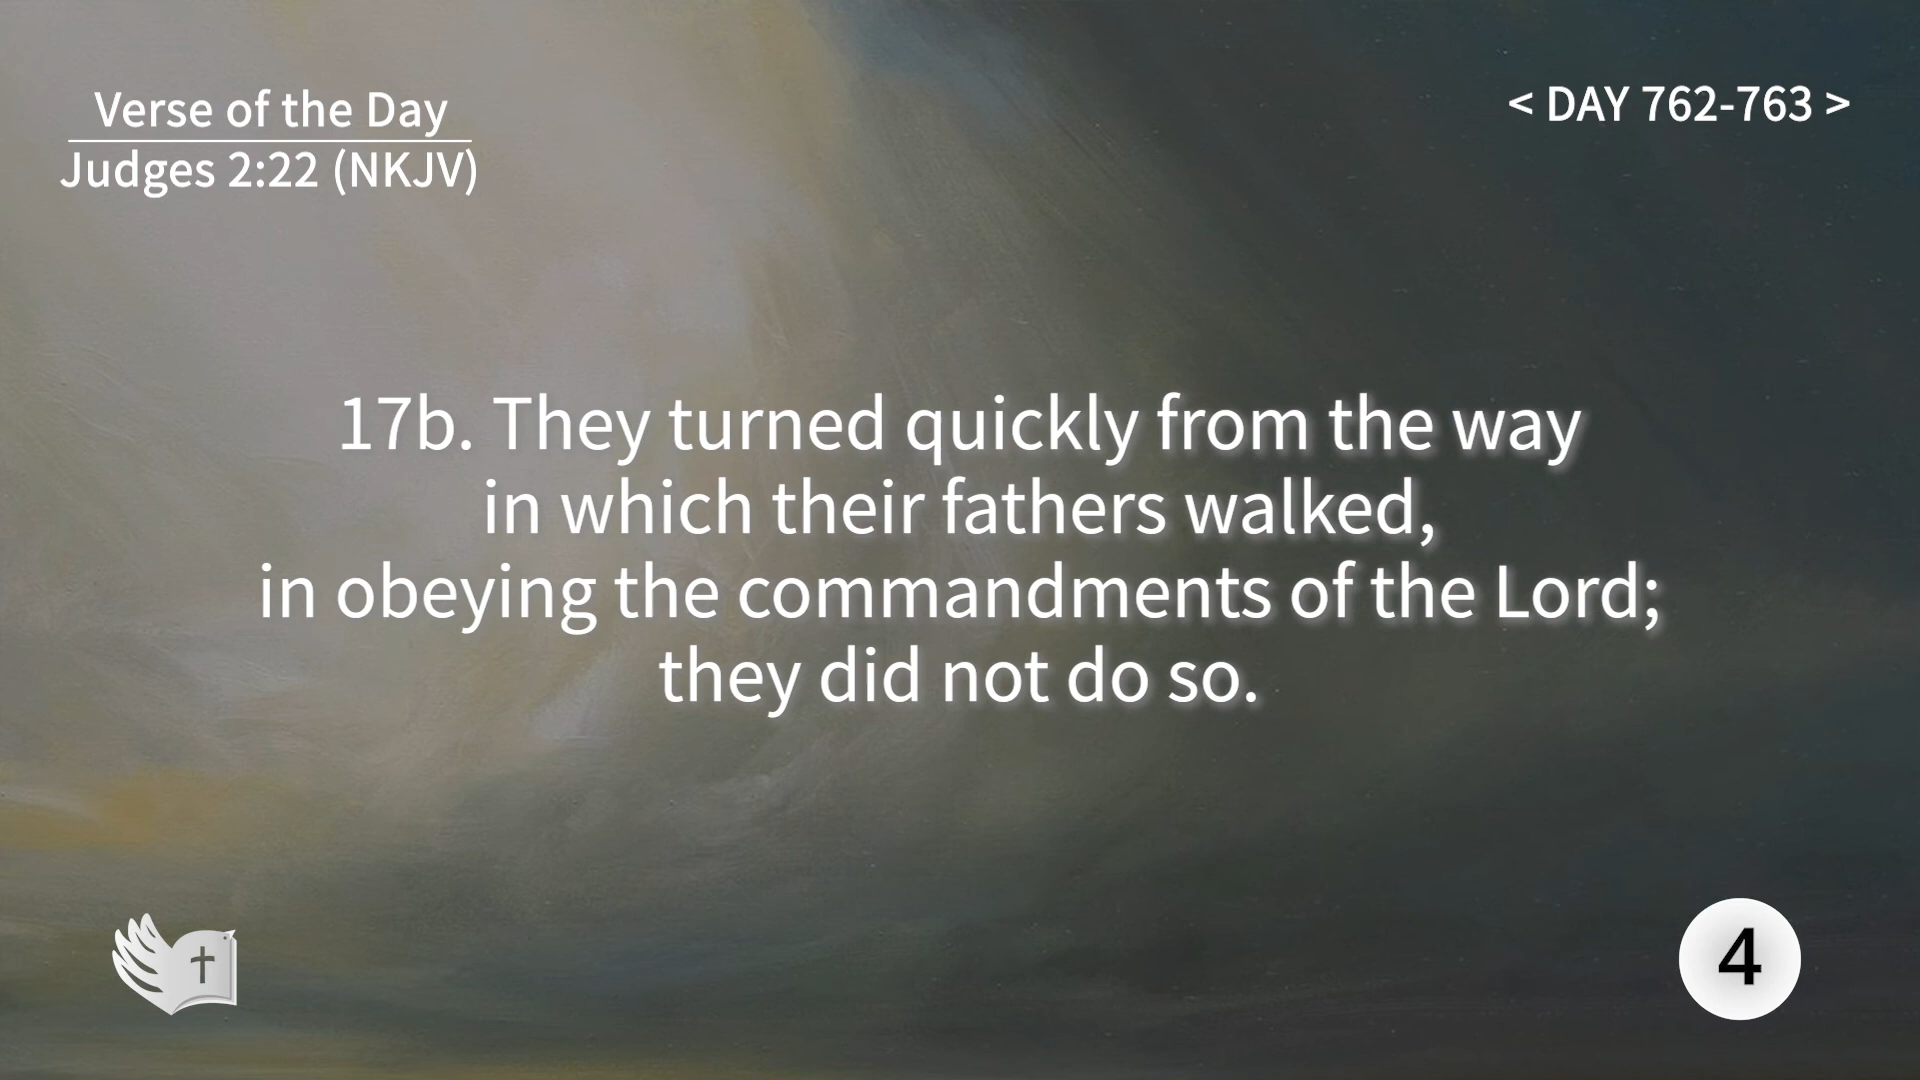 Verse of the Day
Judges 2:22 (NKJV)
< DAY 762-763 >
17b. They turned quickly from the way
in which their fathers walked,
in obeying the commandments of the Lord;
they did not do so.
4